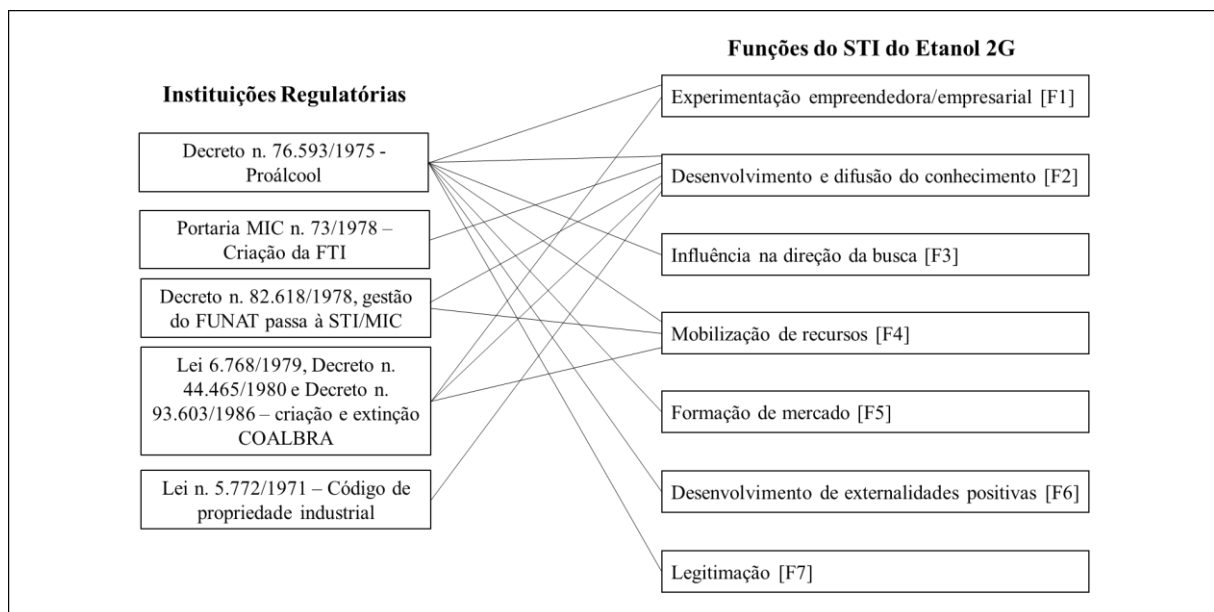 Instituições Regulatórias
Decreto n. 76.593/1975 -
Proálcool
Portaria MIC n. 73/1978 –
Criação da FTI
Decreto n. 82.618/1978, gestão
do FUNAT passa à STI/MIC
Lei 6.768/1979, Decreto n.
44.465/1980 e Decreto n.
93.603/1986 – criação e extinção
COALBRA
Lei n. 5.772/1971 – Código de
propriedade industrial
Funções do STI do Etanol 2G
Experimentação empreendedora/empresarial [F1]
Desenvolvimento e difusão do conhecimento [F2]
Influência na direção da busca [F3]
Mobilização de recursos [F4]
Formação de mercado [F5]
Desenvolvimento de externalidades positivas [F6]
Legitimação [F7]